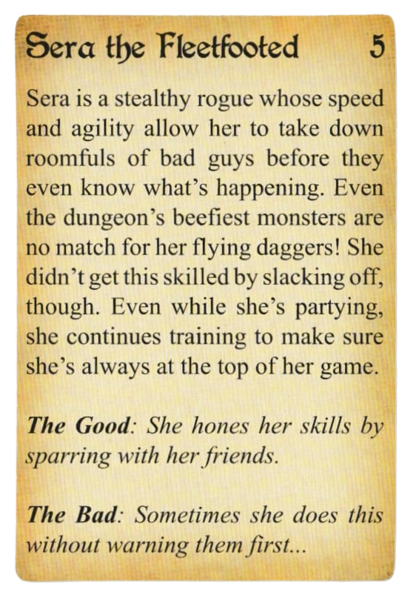 Sera the Fleetfooted 5
Sera is a stealthy rogue whose speed
and agility allow her to take down
roomfuls of bad guys before they
even know what's happening. Even
the dungeon's beefiest monsters are
no match for her flying daggers! She
didn't get this skilled by slacking off,
though. Even while she's partying,
she continues training to make sure
she's always at the top of her game.
The Good: She hones her skills by
sparring with her friends.
The Bad: Sometimes she does this
without warning them first...